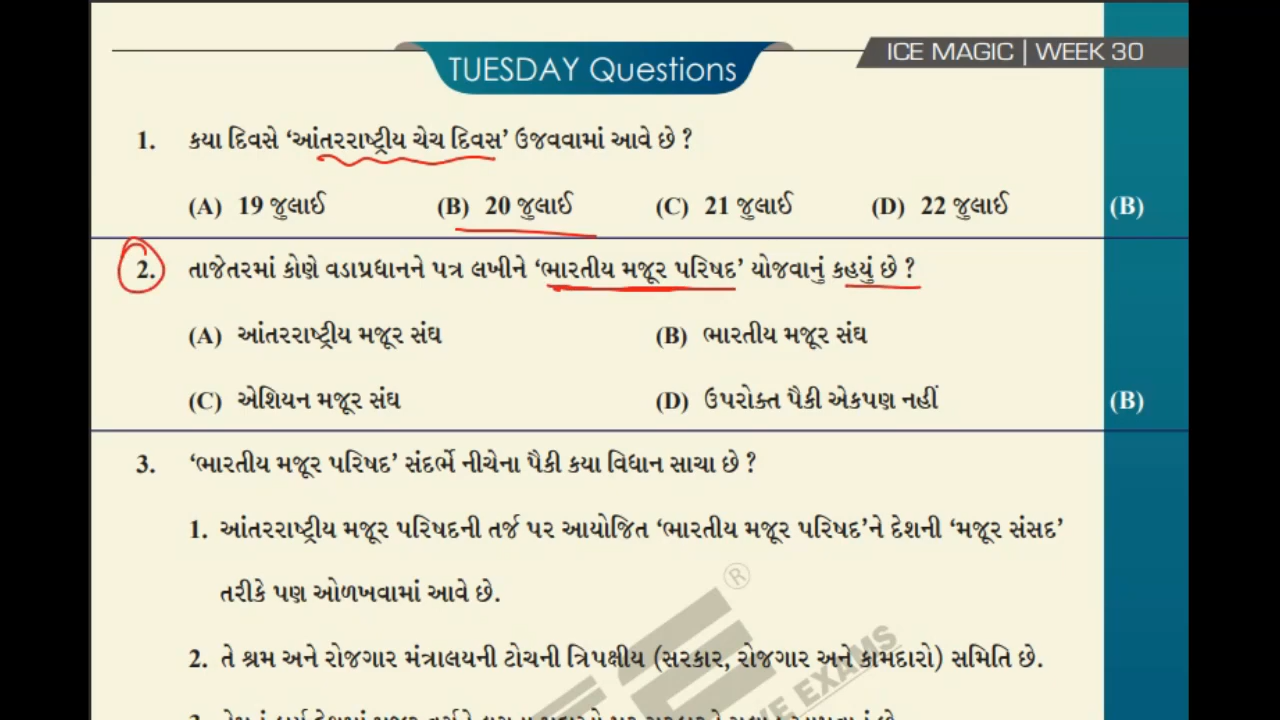 ICE MAGIC | WEEK 30
TUESDAY Questions
1. કયા દિવસે ‘આંતરરાષ્ટ્રીય ચેચ દિવસ’ ઉજવવામાં આવે છે ?
(A) 19 જુલાઈ (B) 20 જુલાઈ (C) 21 જુલાઈ (D) 22 જુલાઈ (B)
2. તાજેતરમાં કોણે વડાપ્રધાનને પત્ર લખીને ‘ભારતીય મજૂર પરિષદ’ યોજવાનું કહયું છે ?
(A) આંતરરાષ્ટ્રીય મજૂર સંઘ (B) ભારતીય મજૂર સંઘ
(C) એશિયન મજૂર સંઘ (D) ઉપરોક્ત પૈકી એકપણ નહીં (B)
3. ‘ભારતીય મજૂર પરિષદ’ સંદર્ભે નીચેના પૈકી કયા વિધાન સાચા છે ?
1. આંતરરાષ્ટ્રીય મજૂર પરિષદની તર્જ પર આયોજિત ‘ભારતીય મજૂર પરિષદ’ને દેશની ‘મજૂર સંસદ’
તરીકે પણ ઓળખવામાં આવે છે.
2. તે શ્રમ અને રોજગાર મંત્રાલયની ટોચની ત્રિપક્ષીય (સરકાર, રોજગાર અને કામદારો) સમિતિ છે.
EXAMS